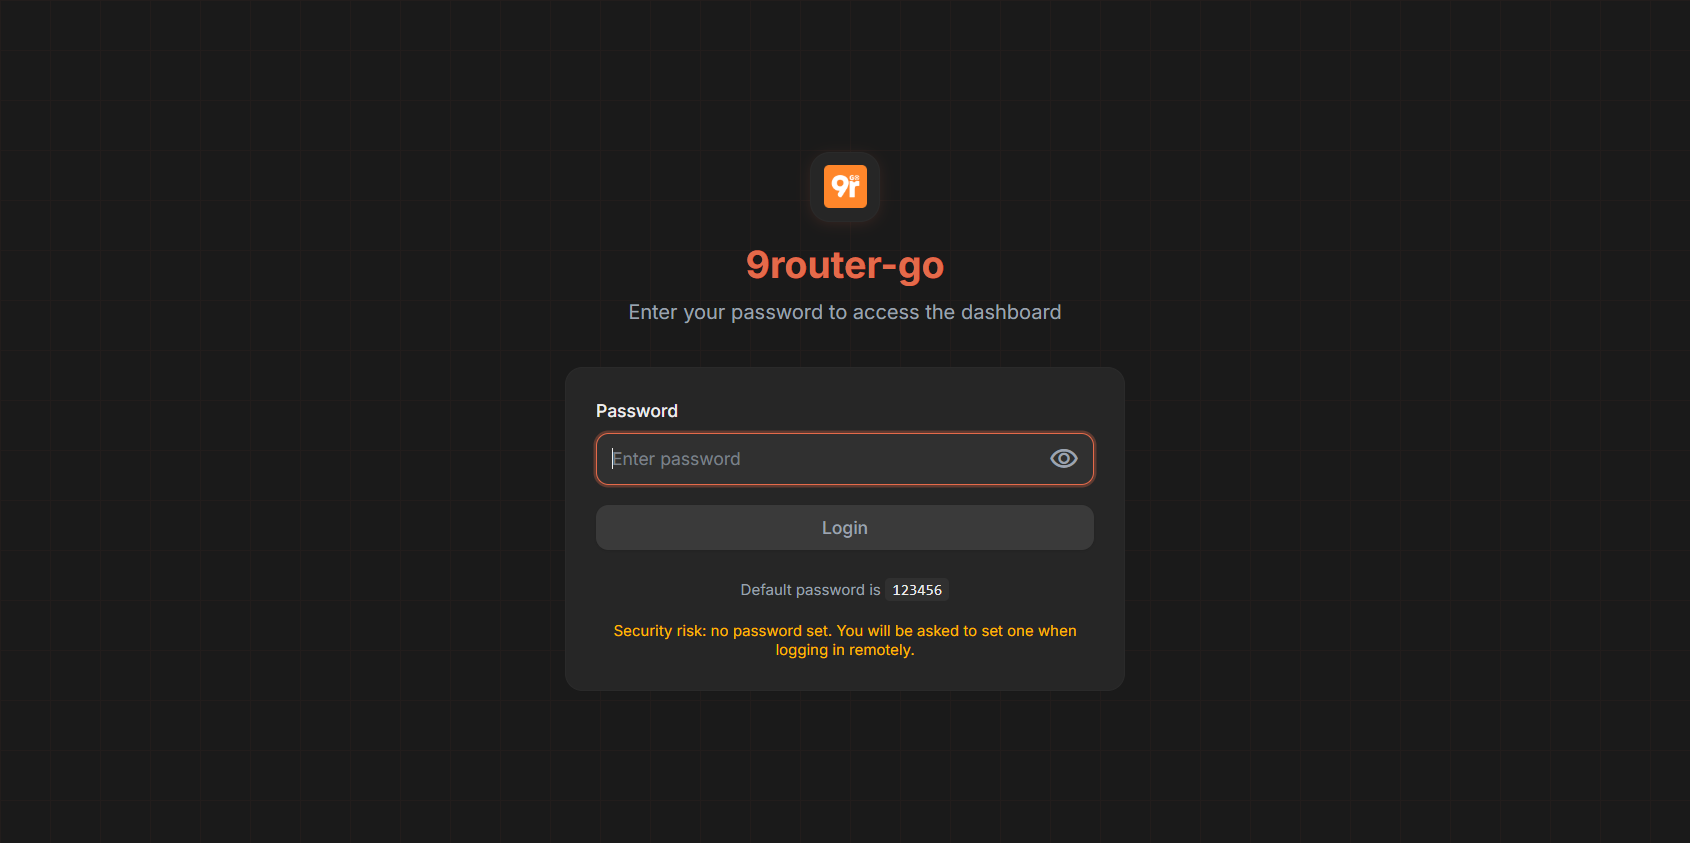 9r
GO
9router-go
Enter your password to access the dashboard
Password
Enter password
Login
Default password is 123456
Security risk: no password set. You will be asked to set one when
logging in remotely.